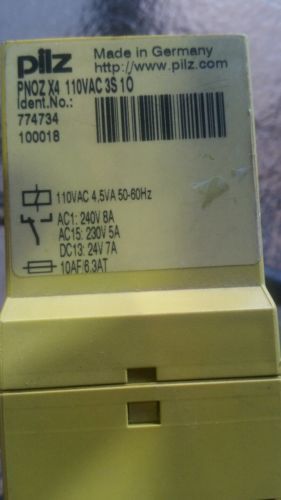 pilz
Made in Germany
http://www.pilz.com
PNOZ X4 110VAC 3S 1O
Ident.No.:
774734
100018
110VAC 4,5VA 50-60Hz
AC1: 240V 8A
AC15: 230V 5A
DC13: 24V 7A
10AF/6.3AT